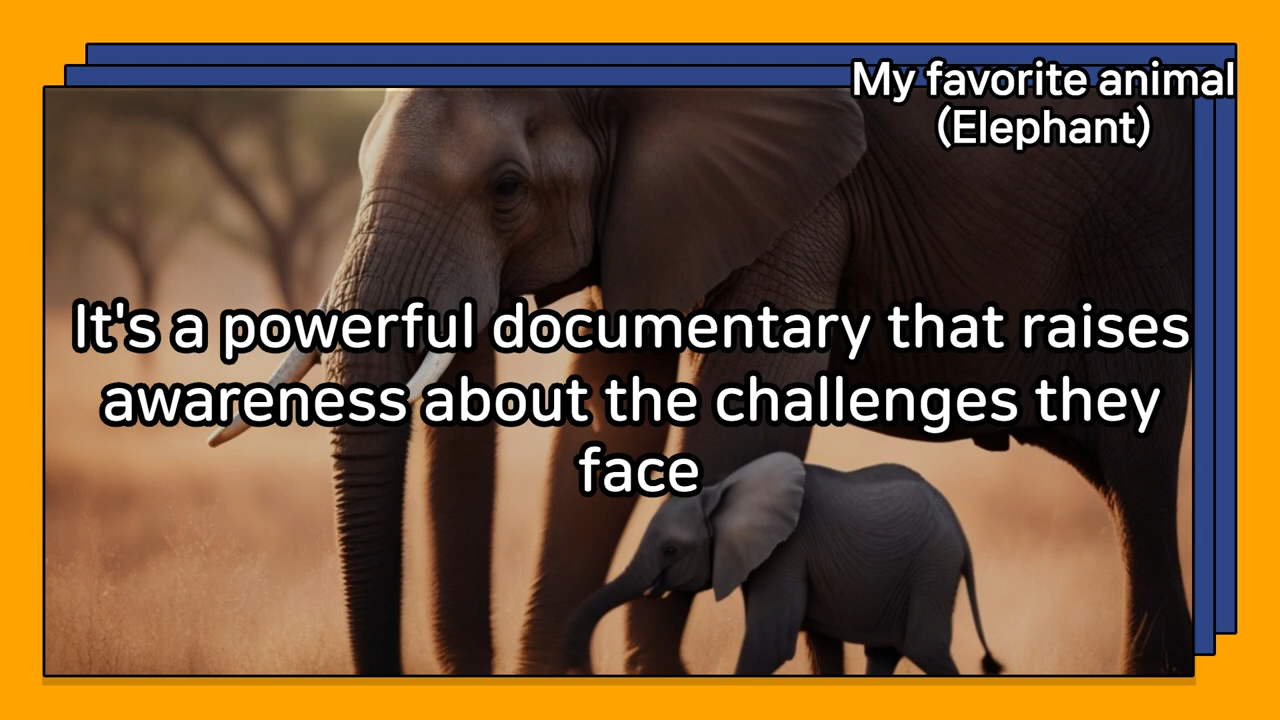 My favorite animal
(Elephant)
It's a powerful documentary that raises
awareness about the challenges they
face